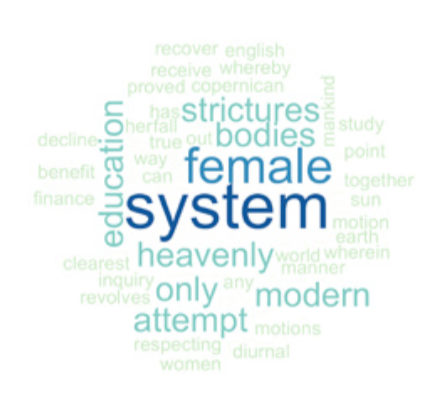 recover english
receive whereby
proved copernican
mankind
has strictures
herfall
study
education
decline
true out bodies
point
way
female
benefit
can
together
finance
system
sun
motion
earth
heavenly world wherein
clearest
manner
inquiry only any modern
revolves
attempt motions
respecting diurnal
women